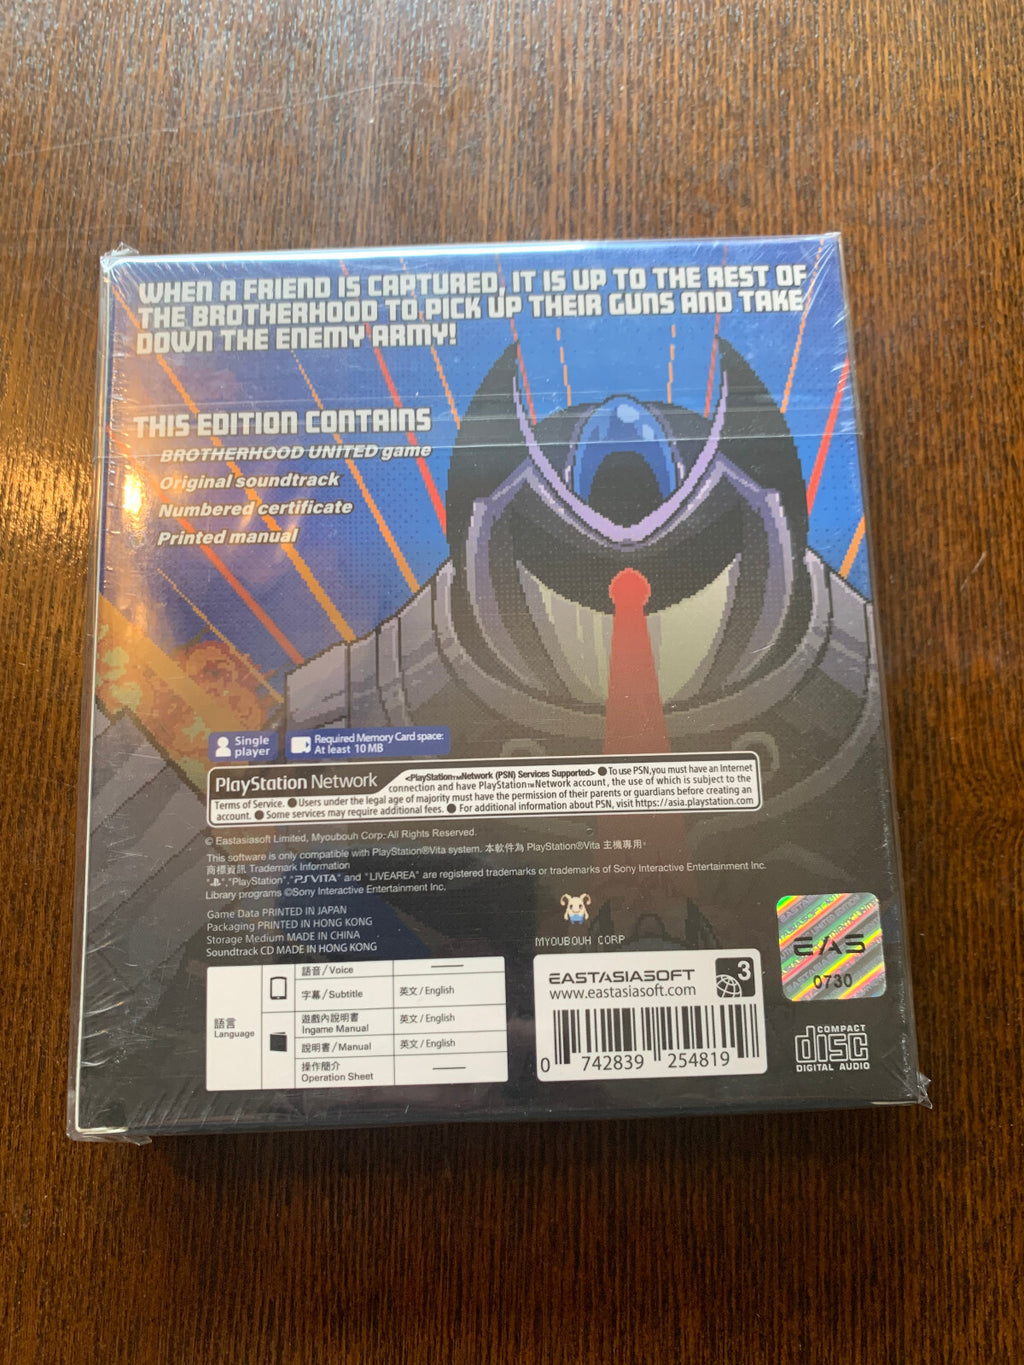 WHEN A FRIEND IS CAPTURED, IT IS UP TO THE REST OF
THE BROTHERHOOD TO PICK UP THEIR GUNS AND TAKE
DOWN THE ENEMY ARMY!
THIS EDITION CONTAINS
BROTHERHOOD UNITED game
Original soundtrack
Numbered certificate
Printed manual
Single
player
Required Memory Card space:
At least 10 MB
PlayStation Network
<PlayStation™Network (PSN) Services Supported> ●To use PSN,you must have an Internet
connection and have PlayStation™Network account, the use of which is subject to the
Terms of Service. ●Users under the legal age of majority must have the permission of their parents or guardians before creating an
account. ●Some services may require additional fees. ● For additional information about PSN, visit https://asia.playstation.com
© Eastasiasoft Limited, Myoubouh Corp. All Rights Reserved.
This software is only compatible with PlayStation®Vita system. 本軟件為 PlayStation®Vita 主機專用。
商標資訊 Trademark Information
"PlayStation", "PSVITA" and "LIVEAREA" are registered trademarks or trademarks of Sony Interactive Entertainment Inc.
Library programs ©Sony Interactive Entertainment Inc.
Game Data PRINTED IN JAPAN
Packaging PRINTED IN HONG KONG
Storage Medium MADE IN CHINA
Soundtrack CD MADE IN HONG KONG
MYOUBOUH CORP
語言
Language
語音/Voice
字幕/Subtitle 英文/English
遊戲內說明書
Ingame Manual 英文/English
說明書/Manual 英文/English
操作簡介
Operation Sheet
EASTASIASOFT
www.eastasiasoft.com
3
0 742839 254819
EAS
0730
COMPACT
disc
DIGITAL AUDIO